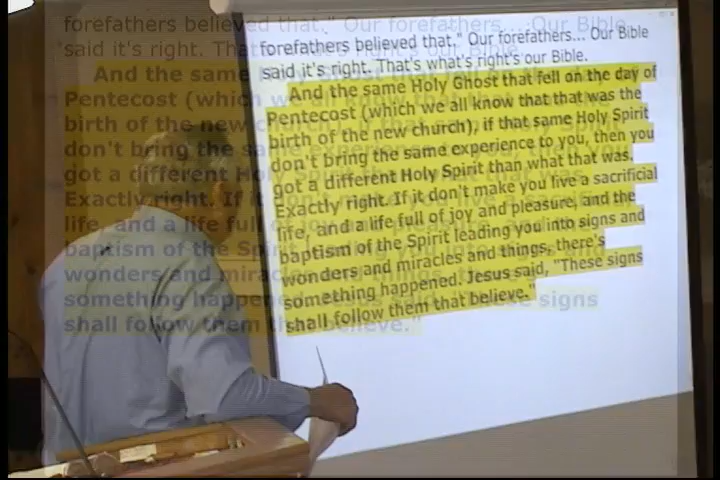 forefathers believed that." Our forefathers... Our Bible
said it's right. That's what's right's our Bible.
And the same Holy Ghost that fell on the day of
Pentecost (which we all know that that was the
birth of the new church), if that same Holy Spirit
don't bring the same experience to you, then you
got a different Holy Spirit than what that was.
Exactly right. If it don't make you live a sacrificial
life, and a life full of joy and pleasure, and the
baptism of the Spirit leading you into signs and
wonders and miracles and things, there's
something happened. Jesus said, "These signs
shall follow them that believe."